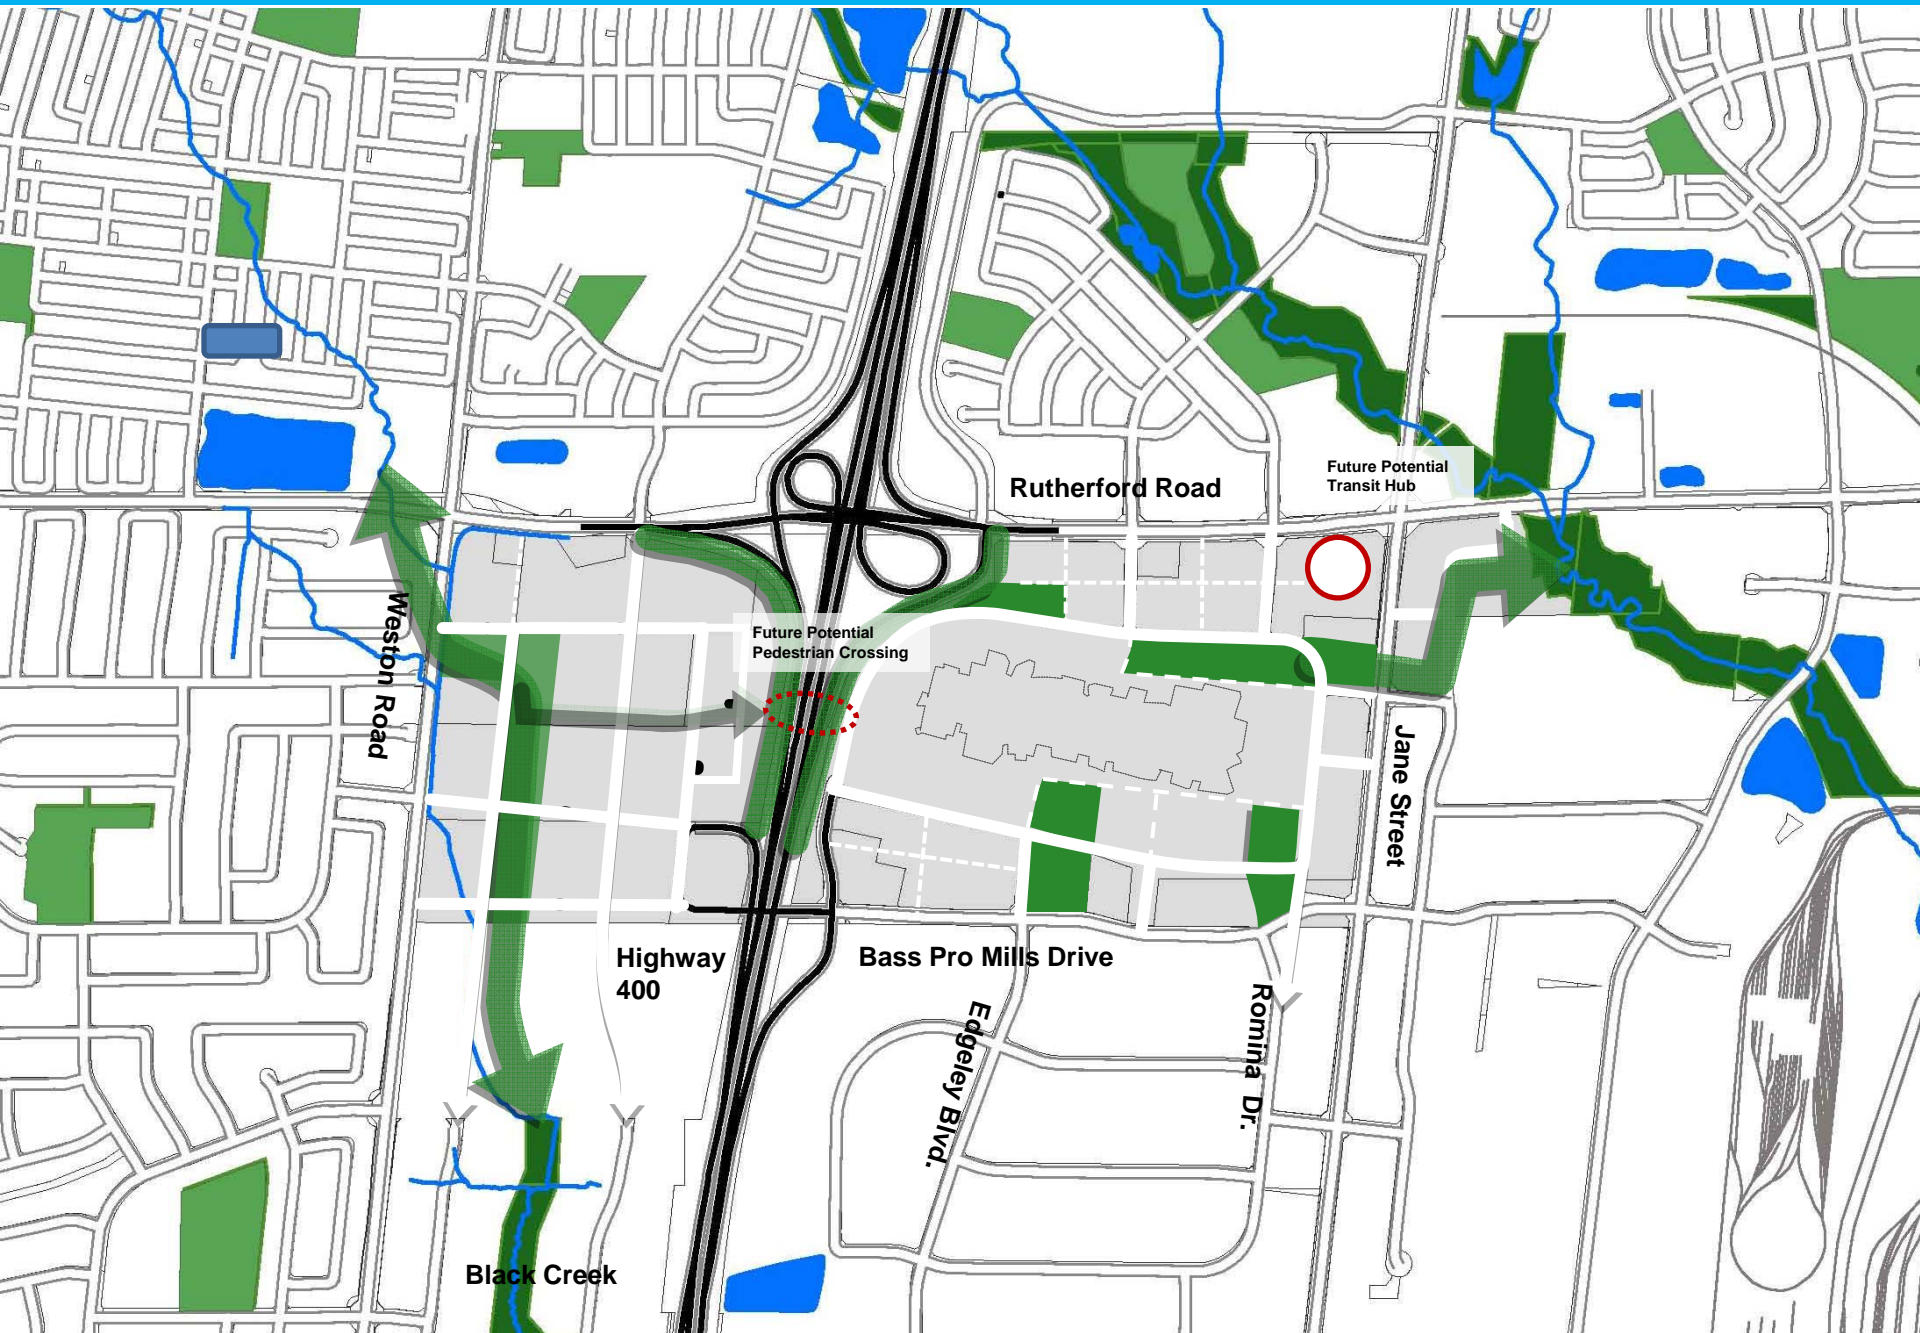 Rutherford Road
Future Potential
Transit Hub
Weston Road
Future Potential
Pedestrian Crossing
Jane Street
Highway
400
Bass Pro Mills Drive
Edgeley Blvd.
Romina Dr.
Black Creek